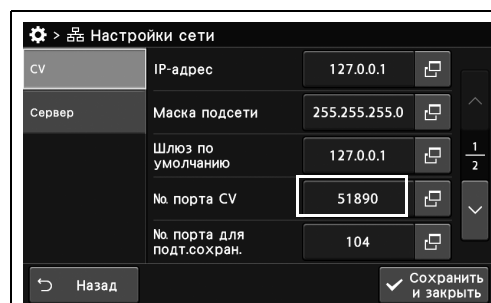 > Настройки сети
CV
IP-адрес
127.0.0.1
Сервер
Маска подсети
255.255.255.0
Шлюз по
умолчанию
127.0.0.1
1
2
№ порта CV
51890
№ порта для
подт.сохран.
104
Назад
Сохранить
и закрыть